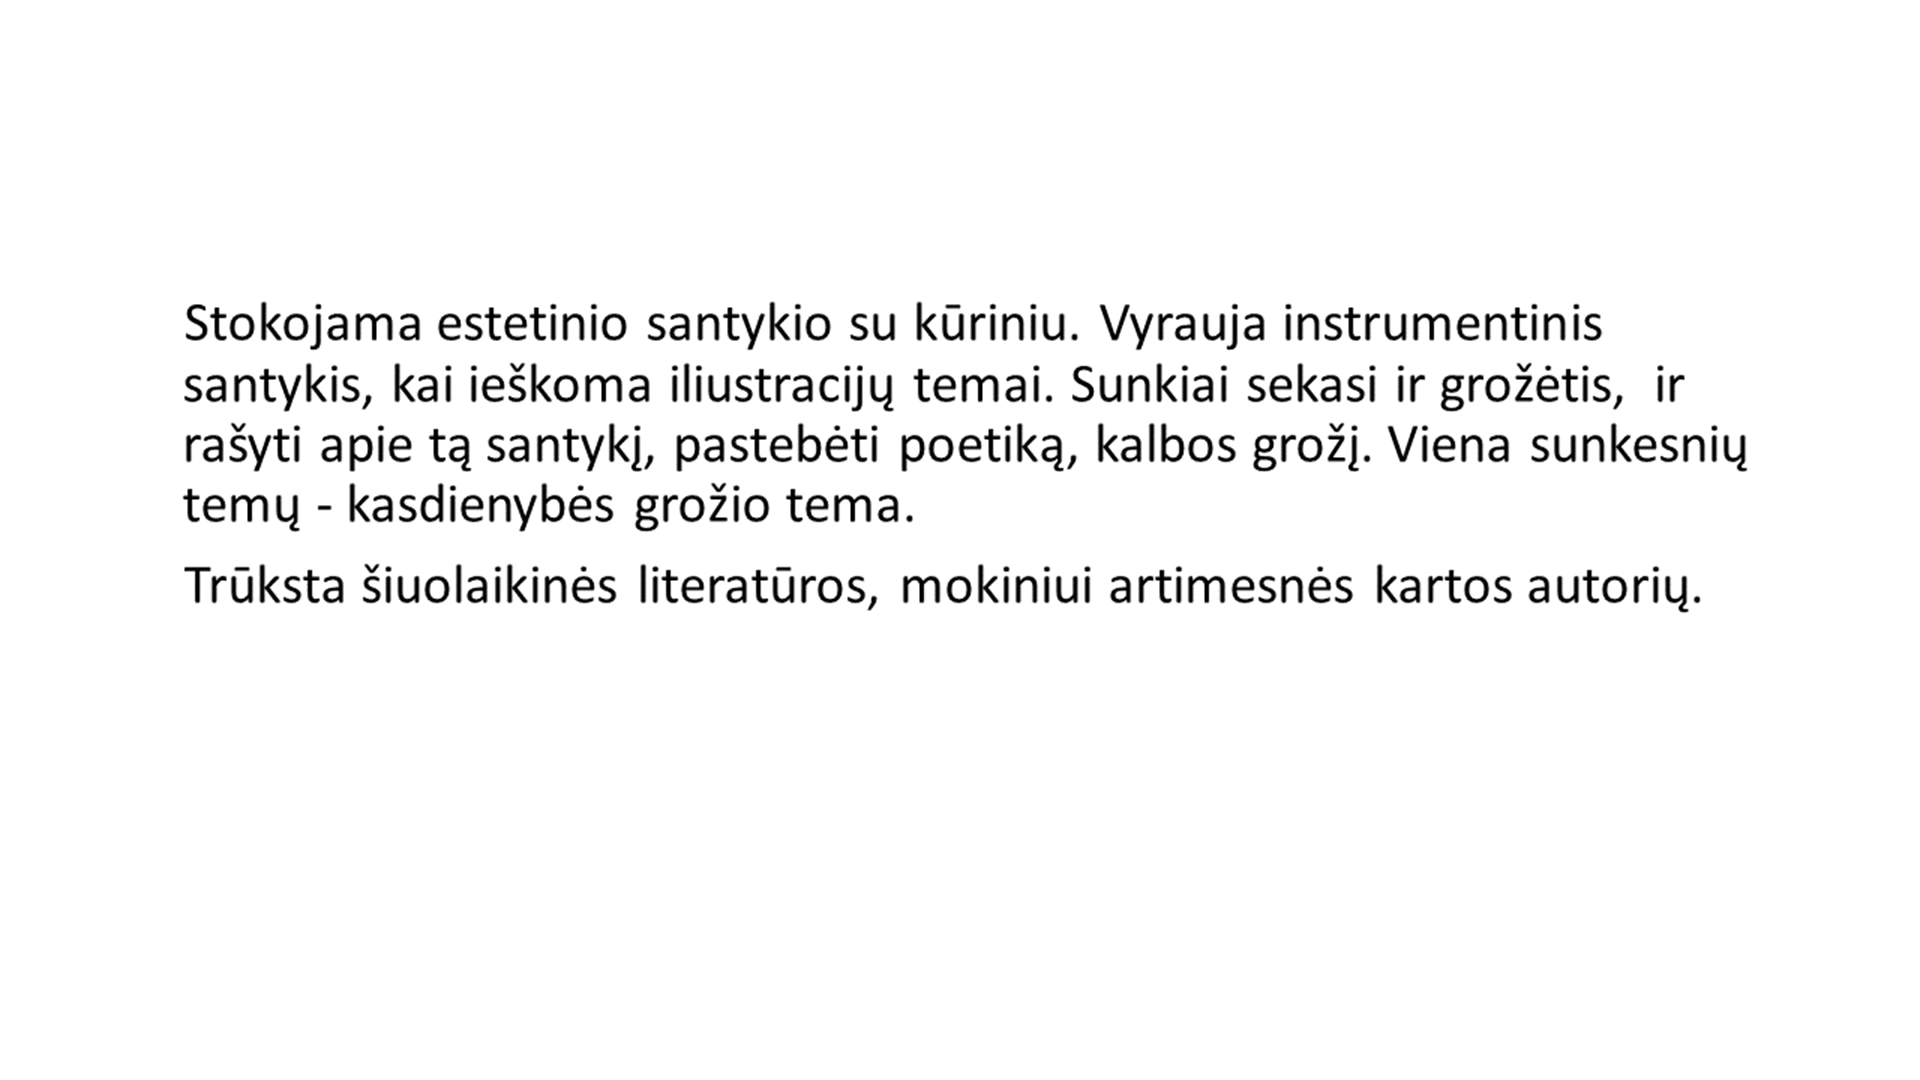 Stokojama estetinio santykio su kūriniu. Vyrauja instrumentinis
santykis, kai ieškoma iliustracijų temai. Sunkiai sekasi ir grožėtis, ir
rašyti apie tą santykį, pastebėti poetiką, kalbos grožį. Viena sunkesnių
temų - kasdienybės grožio tema.
Trūksta šiuolaikinės literatūros, mokiniui artimesnės kartos autorių.